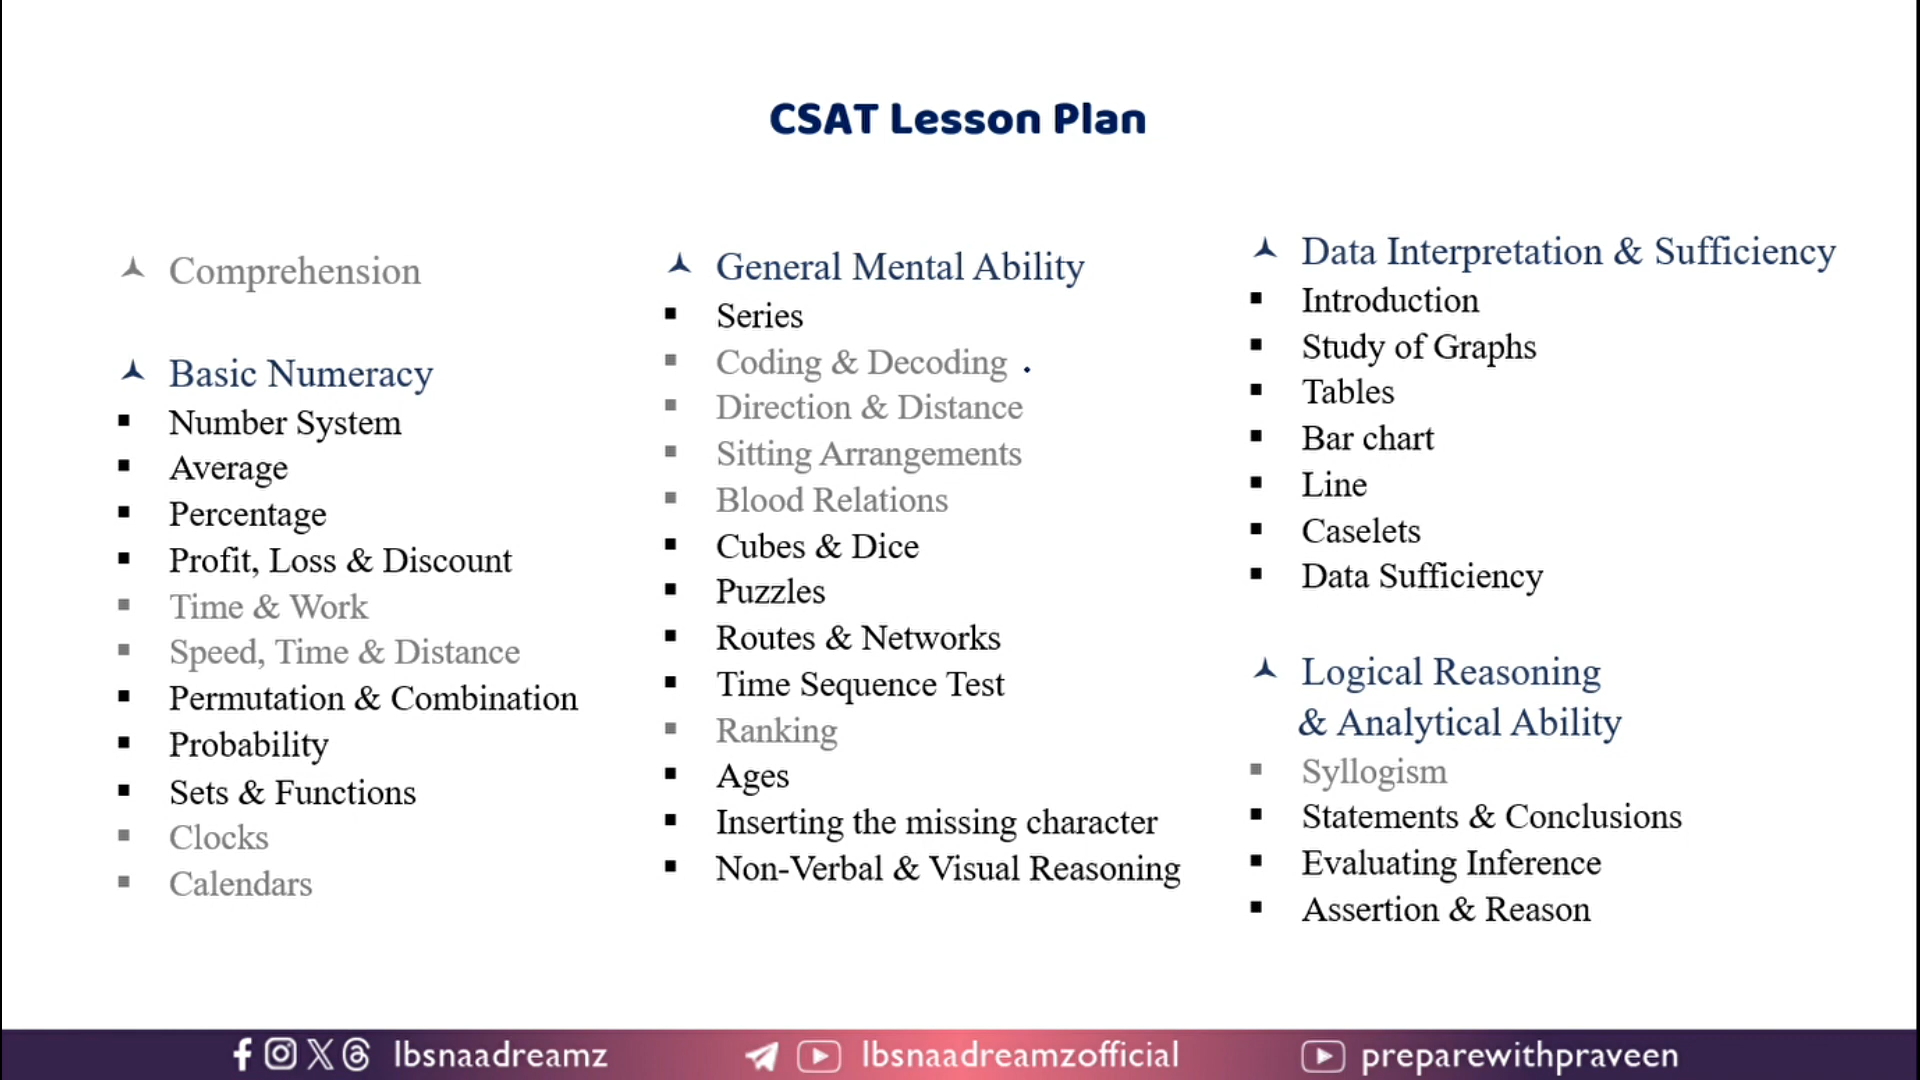 CSAT Lesson Plan
Comprehension
Basic Numeracy
Number System
Average
Percentage
Profit, Loss & Discount
Time & Work
Speed, Time & Distance
Permutation & Combination
Probability
Sets & Functions
Clocks
Calendars
General Mental Ability
Series
Coding & Decoding
Direction & Distance
Sitting Arrangements
Blood Relations
Cubes & Dice
Puzzles
Routes & Networks
Time Sequence Test
Ranking
Ages
Inserting the missing character
Non-Verbal & Visual Reasoning
Data Interpretation & Sufficiency
Introduction
Study of Graphs
Tables
Bar chart
Line
Caselets
Data Sufficiency
Logical Reasoning
& Analytical Ability
Syllogism
Statements & Conclusions
Evaluating Inference
Assertion & Reason
lbsnaadreamz
lbsnaadreamzofficial
preparewithpraveen